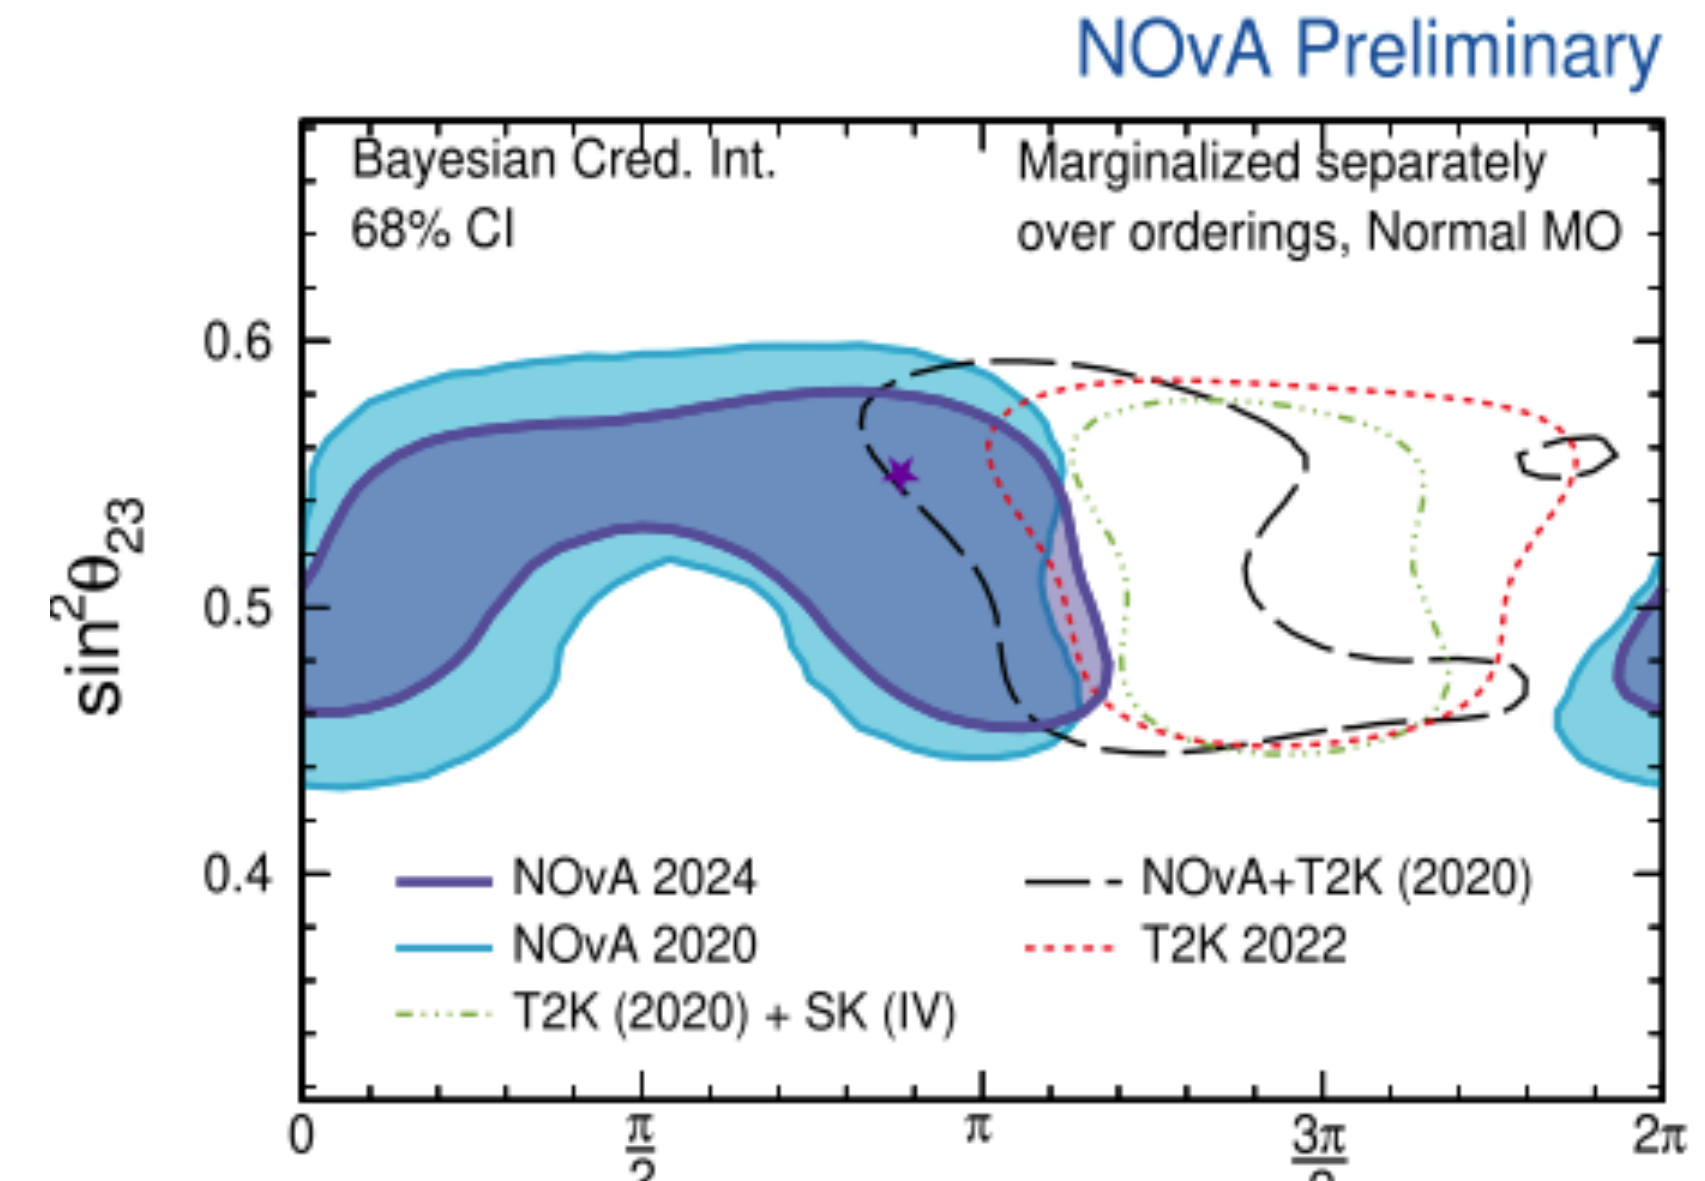 NOvA Preliminary
Bayesian Cred. Int.
68% CI
Marginalized separately
over orderings, Normal MO
0.6
0.5
0.4
sin²θ₂₃
NOvA 2024
NOvA 2020
T2K (2020) + SK (IV)
NOvA+T2K (2020)
T2K 2022
0
π
π
3π
2π